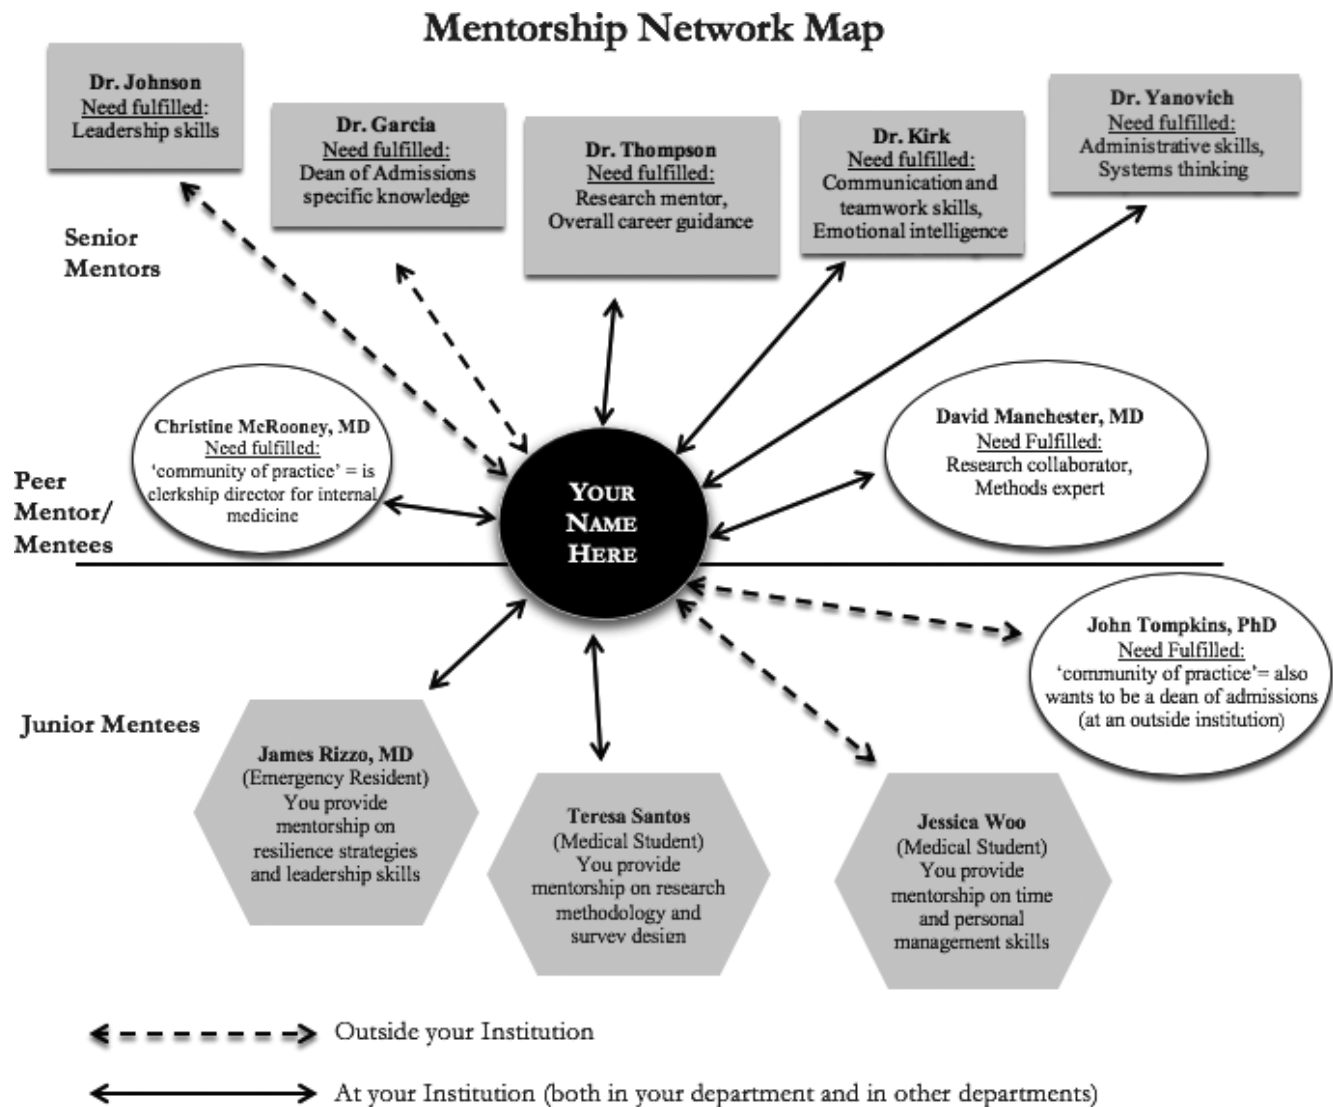 Mentorship Network Map
Dr. Johnson
Need fulfilled:
Leadership skills
Dr. Garcia
Need fulfilled:
Dean of Admissions
specific knowledge
Dr. Thompson
Need fulfilled:
Research mentor,
Overall career guidance
Dr. Kirk
Need fulfilled:
Communication and
teamwork skills,
Emotional intelligence
Dr. Yanovich
Need fulfilled:
Administrative skills,
Systems thinking
Senior
Mentors
Christine McRooney, MD
Need fulfilled:
‘community of practice’ = is
clerkship director for internal
medicine
YOUR
NAME
HERE
David Manchester, MD
Need Fulfilled:
Research collaborator,
Methods expert
Peer
Mentor/
Mentees
John Tompkins, PhD
Need Fulfilled:
‘community of practice’= also
wants to be a dean of admissions
(at an outside institution)
Junior Mentees
James Rizzo, MD
(Emergency Resident)
You provide
mentorship on
resilience strategies
and leadership skills
Teresa Santos
(Medical Student)
You provide
mentorship on research
methodology and
survey design
Jessica Woo
(Medical Student)
You provide
mentorship on time
and personal
management skills
Outside your Institution
At your Institution (both in your department and in other departments)